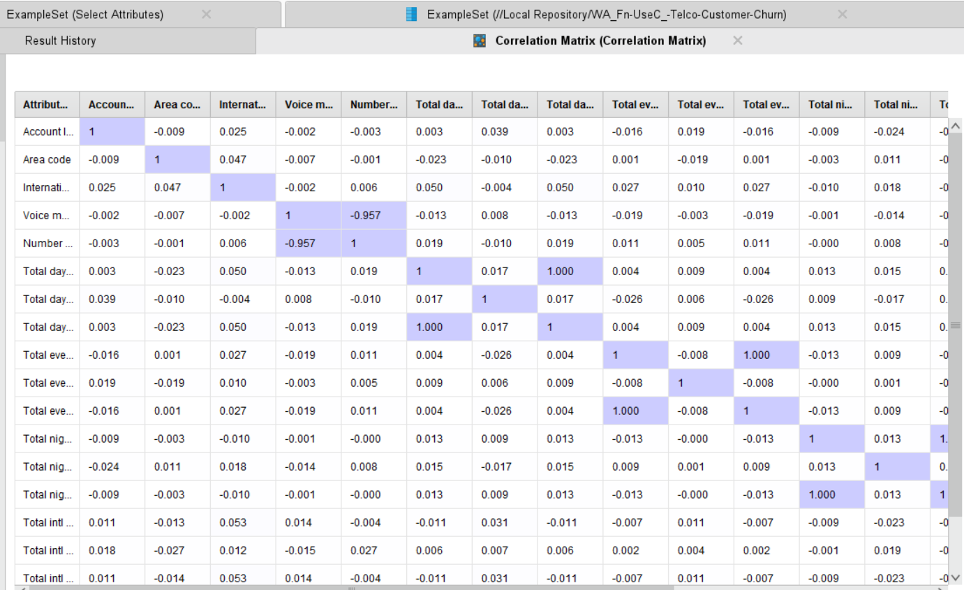 ExampleSet (Select Attributes) ExampleSet (//Local Repository/WA_Fn-UseC_-Telco-Customer-Churn)
Result History Correlation Matrix (Correlation Matrix)
Attribut... Accoun... Area co... Internat... Voice m... Number... Total da... Total da... Total da... Total ev... Total ev... Total ev... Total ni... Total ni... To
Account l... 1 -0.009 0.025 -0.002 -0.003 0.003 0.039 0.003 -0.016 0.019 -0.016 -0.009 -0.024 -0
Area code -0.009 1 0.047 -0.007 -0.001 -0.023 -0.010 -0.023 0.001 -0.019 0.001 -0.003 0.011 -0
Internati... 0.025 0.047 1 -0.002 0.006 0.050 -0.004 0.050 0.027 0.010 0.027 -0.010 0.018 -0
Voice m... -0.002 -0.007 -0.002 1 -0.957 -0.013 0.008 -0.013 -0.019 -0.003 -0.019 -0.001 -0.014 -0
Number ... -0.003 -0.001 0.006 -0.957 1 0.019 -0.010 0.019 0.011 0.005 0.011 -0.000 0.008 -0
Total day... 0.003 -0.023 0.050 -0.013 0.019 1 0.017 1.000 0.004 0.009 0.004 0.013 0.015 0.
Total day... 0.039 -0.010 -0.004 0.008 -0.010 0.017 1 0.017 -0.026 0.006 -0.026 0.009 -0.017 0.
Total day... 0.003 -0.023 0.050 -0.013 0.019 1.000 0.017 1 0.004 0.009 0.004 0.013 0.015 0.
Total eve... -0.016 0.001 0.027 -0.019 0.011 0.004 -0.026 0.004 1 -0.008 1.000 -0.013 0.009 -0
Total eve... 0.019 -0.019 0.010 -0.003 0.005 0.009 0.006 0.009 -0.008 1 -0.008 -0.000 0.001 -0
Total eve... -0.016 0.001 0.027 -0.019 0.011 0.004 -0.026 0.004 1.000 -0.008 1 -0.013 0.009 -0
Total nig... -0.009 -0.003 -0.010 -0.001 -0.000 0.013 0.009 0.013 -0.013 -0.000 -0.013 1 0.013 1.
Total nig... -0.024 0.011 0.018 -0.014 0.008 0.015 -0.017 0.015 0.009 0.001 0.009 0.013 1 0.
Total nig... -0.009 -0.003 -0.010 -0.001 -0.000 0.013 0.009 0.013 -0.013 -0.000 -0.013 1.000 0.013 1
Total intl ... 0.011 -0.013 0.053 0.014 -0.004 -0.011 0.031 -0.011 -0.007 0.011 -0.007 -0.009 -0.023 -0
Total intl ... 0.018 -0.027 0.012 -0.015 0.027 0.006 0.007 0.006 0.002 0.004 0.002 -0.001 0.019 -0
Total intl ... 0.011 -0.014 0.053 0.014 -0.004 -0.011 0.031 -0.011 -0.007 0.011 -0.007 -0.009 -0.023 -0